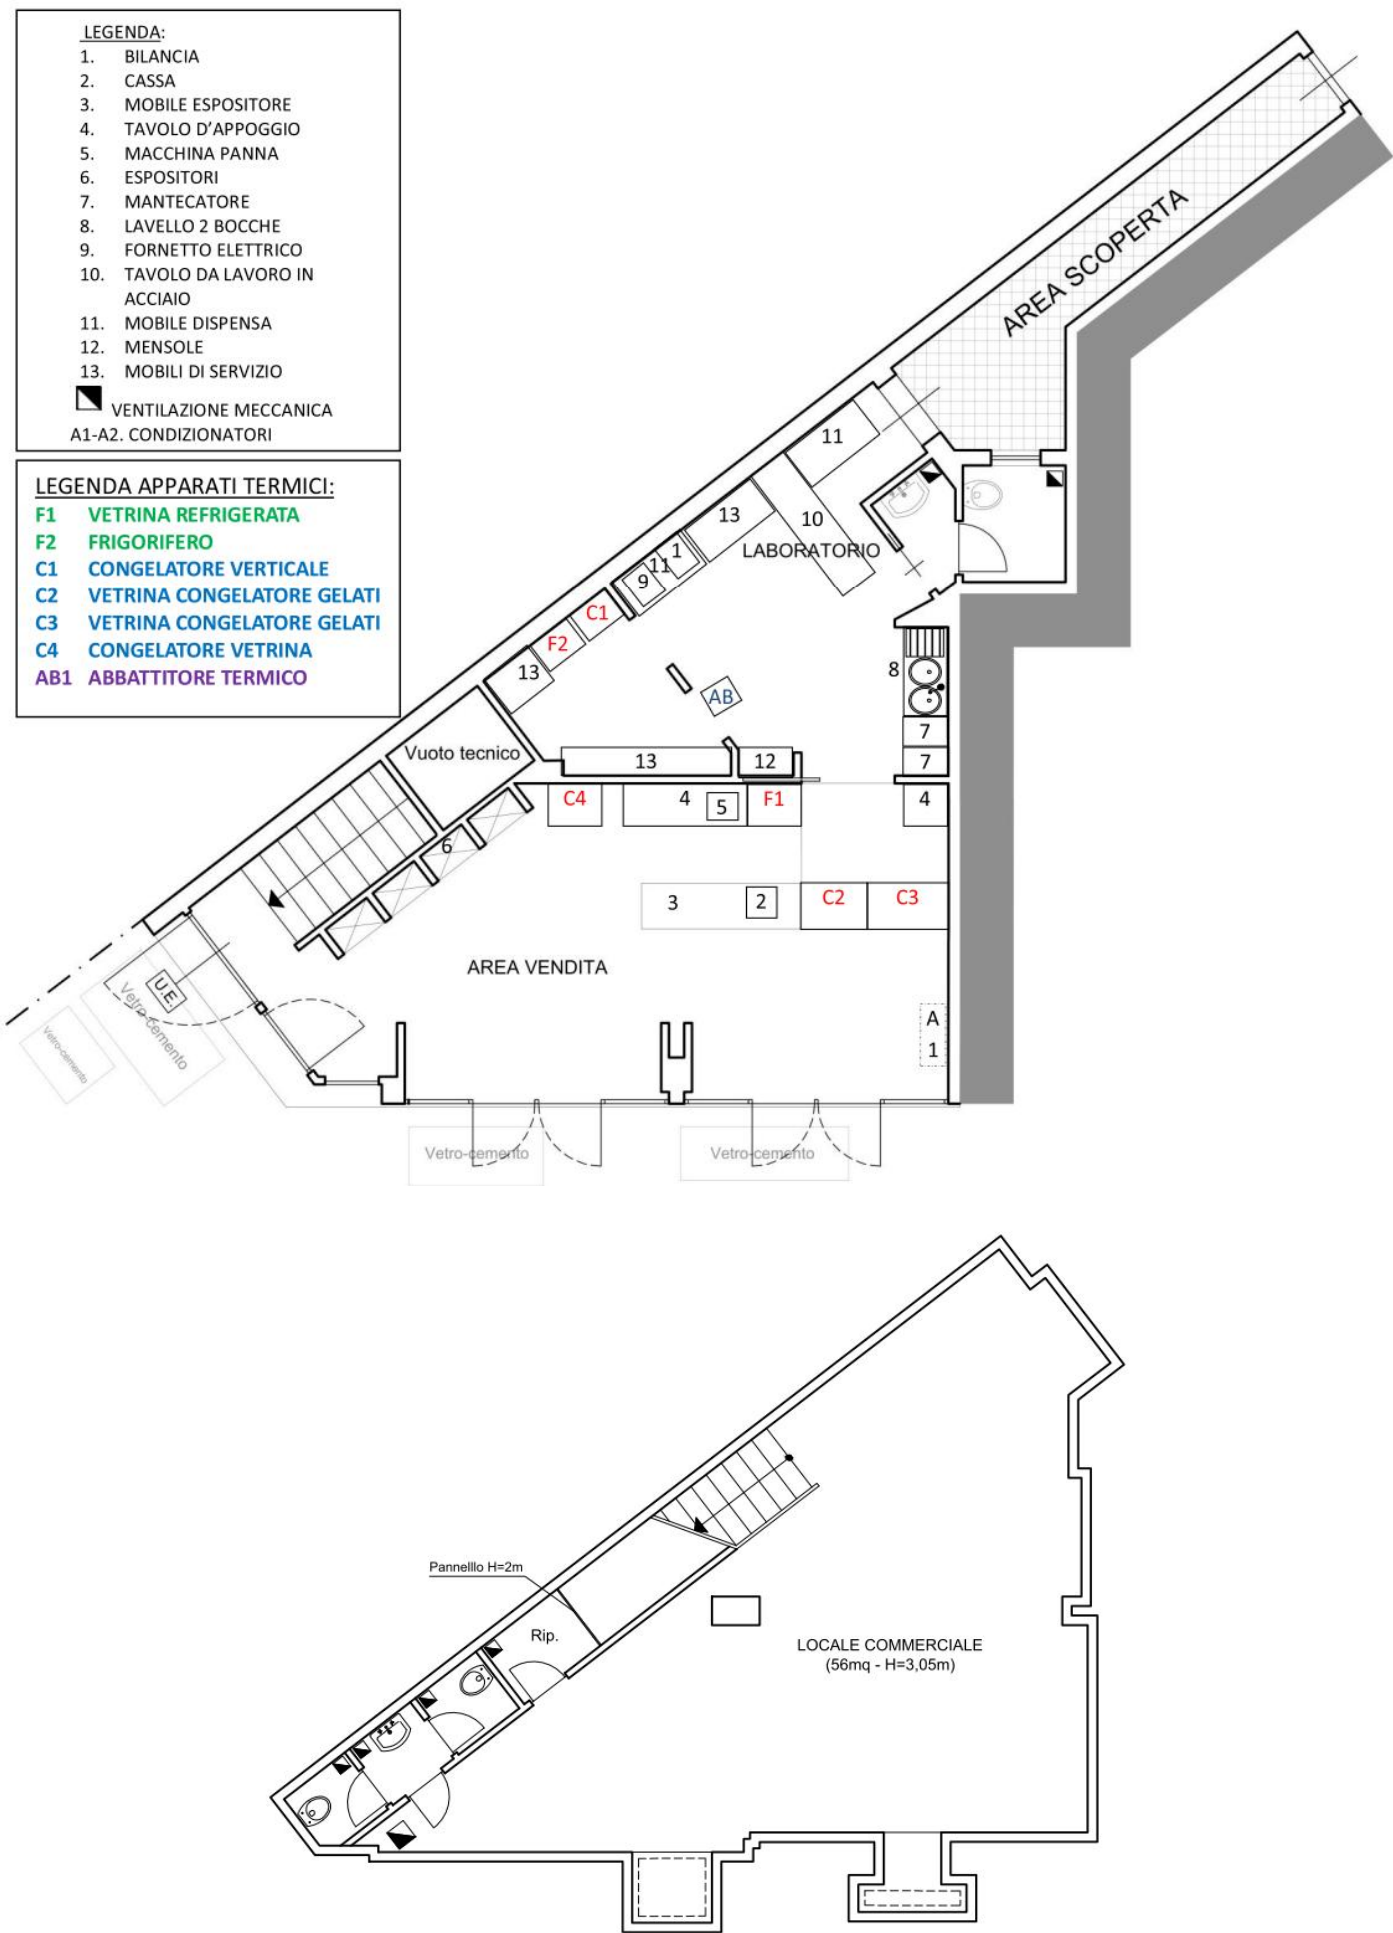 LEGENDA:
1. BILANCIA
2. CASSA
3. MOBILE ESPOSITORE
4. TAVOLO D'APPOGGIO
5. MACCHINA PANNA
6. ESPOSITORI
7. MANTECATORE
8. LAVELLO 2 BOCCHE
9. FORNETTO ELETTRICO
10. TAVOLO DA LAVORO IN
ACCIAIO
11. MOBILE DISPENSA
12. MENSOLE
13. MOBILI DI SERVIZIO
VENTILAZIONE MECCANICA
A1-A2. CONDIZIONATORI
LEGENDA APPARATI TERMICI:
F1 VETRINA REFRIGERATA
F2 FRIGORIFERO
C1 CONGELATORE VERTICALE
C2 VETRINA CONGELATORE GELATI
C3 VETRINA CONGELATORE GELATI
C4 CONGELATORE VETRINA
AB1 ABBATTITORE TERMICO
AREA SCOPERTA
11
13
10
LABORATORIO
1
11
9
C1
F2
13
8
AB
7
Vuoto tecnico
13
12
7
C4
4
5
F1
4
6
3
2
C2
C3
AREA VENDITA
U.E.
Vetro-cemento
Vetro-cemento
A
1
Vetro-cemento
Vetro-cemento
Pannelllo H=2m
Rip.
LOCALE COMMERCIALE
(56mq - H=3,05m)